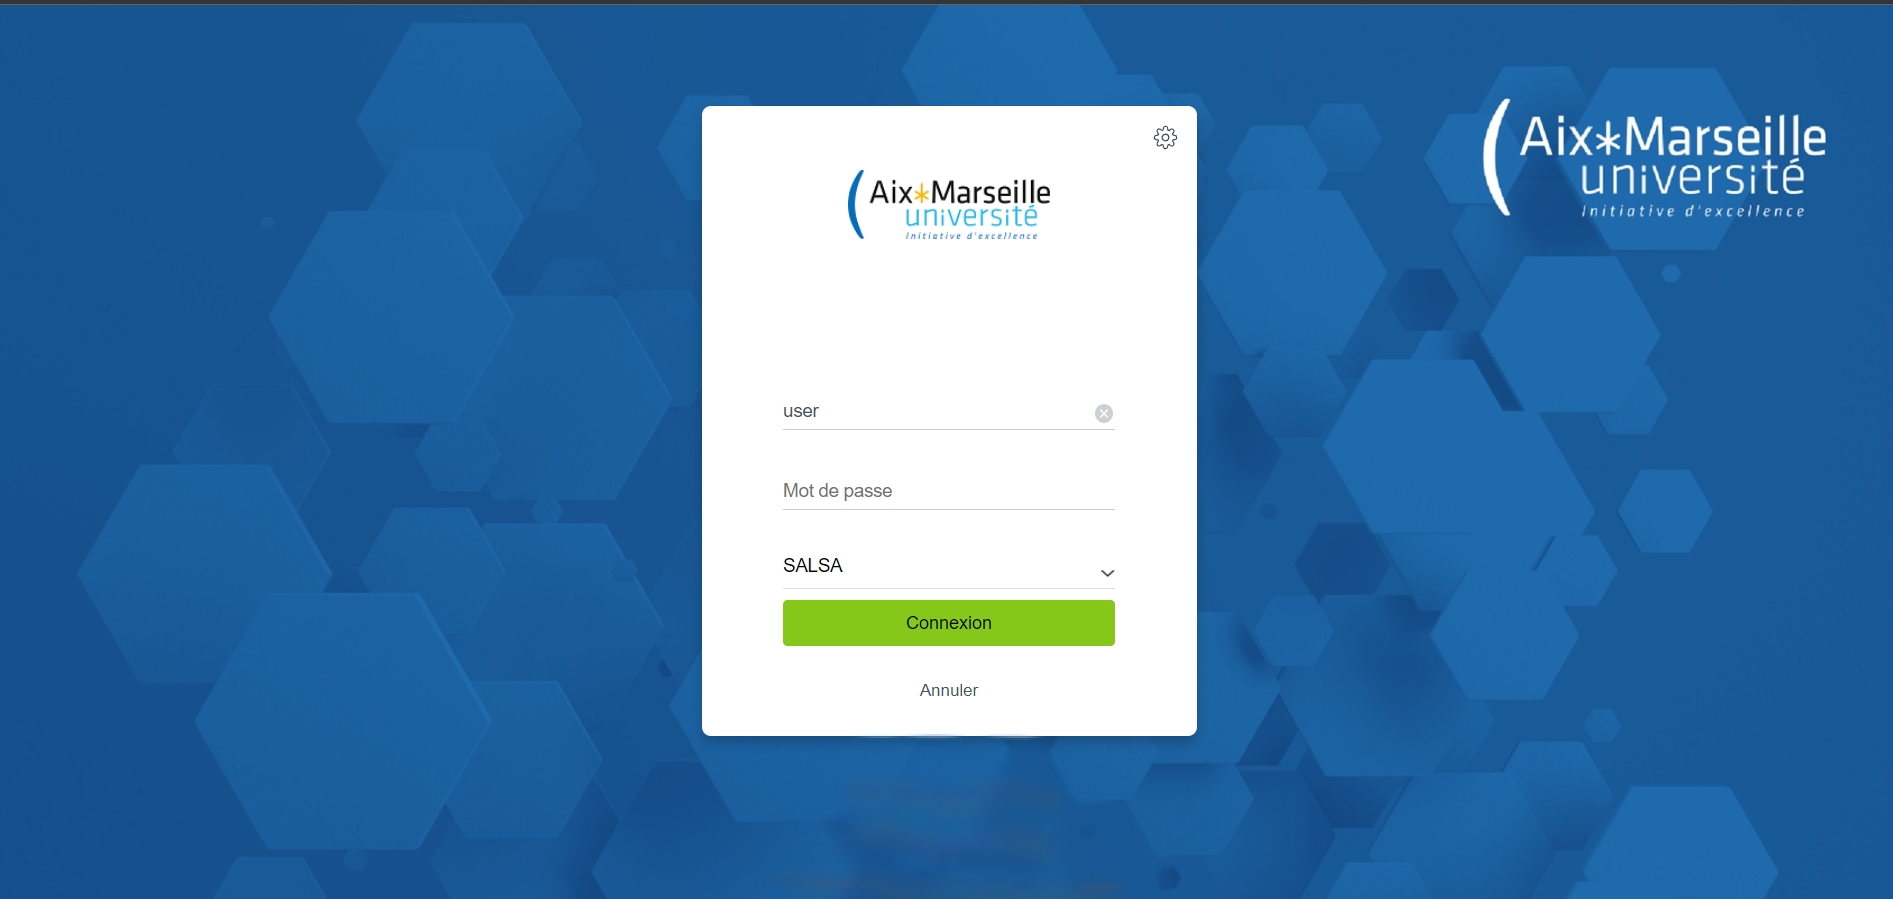 Aix*Marseille
université
Initiative d'excellence
Aix*Marseille
université
Initiative d'excellence
user
Mot de passe
SALSA
Connexion
Annuler